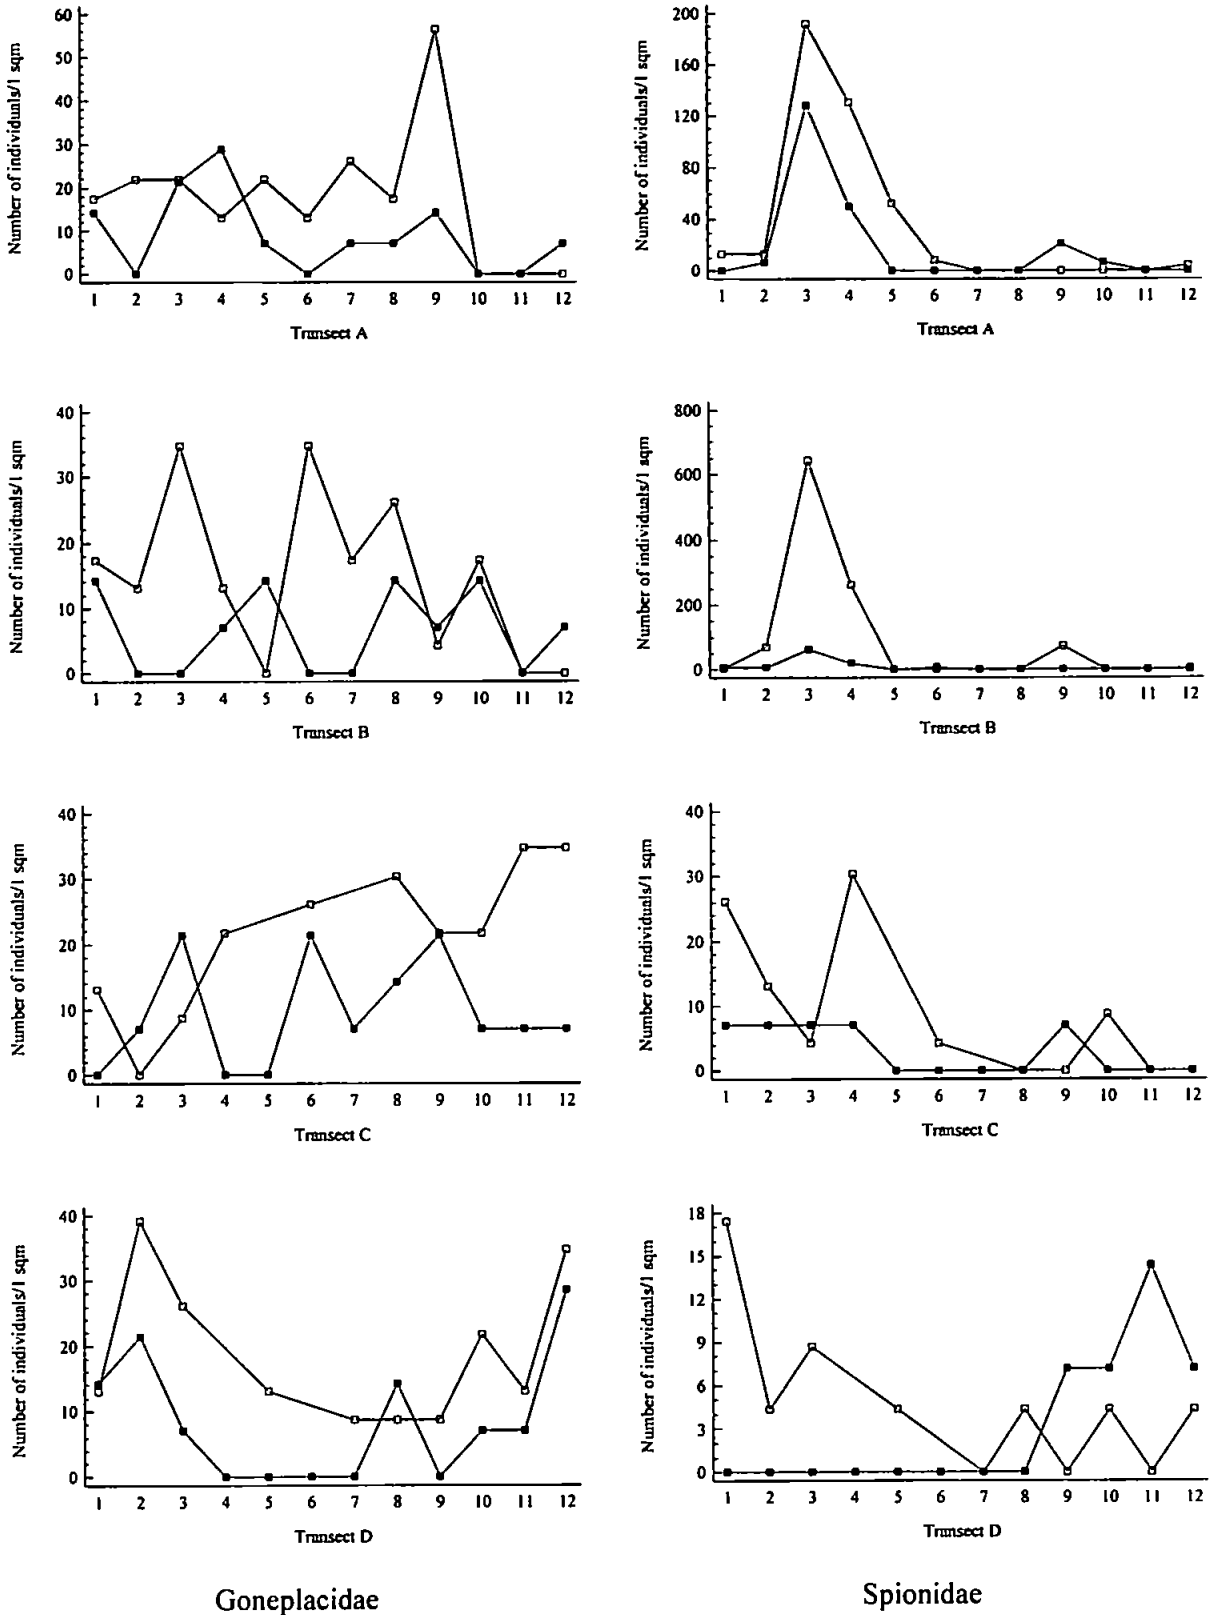 Number of individuals/1 sqm
60
50
40
30
20
10
0
1 2 3 4 5 6 7 8 9 10 11 12
Transect A
Number of individuals/1 sqm
200
160
120
80
40
0
1 2 3 4 5 6 7 8 9 10 11 12
Transect A
Number of individuals/1 sqm
40
30
20
10
0
1 2 3 4 5 6 7 8 9 10 11 12
Transect B
Number of individuals/1 sqm
800
600
400
200
0
1 2 3 4 5 6 7 8 9 10 11 12
Transect B
Number of individuals/1 sqm
40
30
20
10
0
1 2 3 4 5 6 7 8 9 10 11 12
Transect C
Number of individuals/1 sqm
40
30
20
10
0
1 2 3 4 5 6 7 8 9 10 11 12
Transect C
Number of individuals/1 sqm
40
30
20
10
0
1 2 3 4 5 6 7 8 9 10 11 12
Transect D
Number of individuals/1 sqm
18
15
12
9
6
3
0
1 2 3 4 5 6 7 8 9 10 11 12
Transect D
Goneplacidae
Spionidae